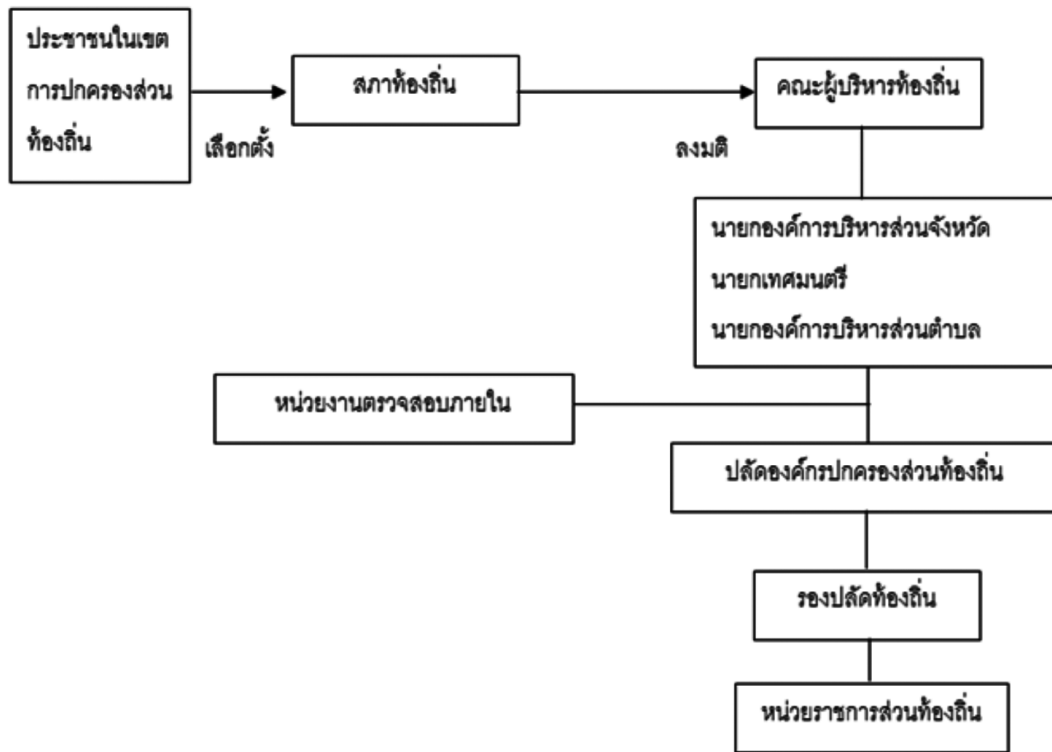 ประชาชนในเขต
การปกครองส่วน
ท้องถิ่น
เลือกตั้ง
สภาท้องถิ่น
ลงมติ
คณะผู้บริหารท้องถิ่น
นายกองค์การบริหารส่วนจังหวัด
นายกเทศมนตรี
นายกองค์การบริหารส่วนตำบล
หน่วยงานตรวจสอบภายใน
ปลัดองค์กรปกครองส่วนท้องถิ่น
รองปลัดท้องถิ่น
หน่วยราชการส่วนท้องถิ่น